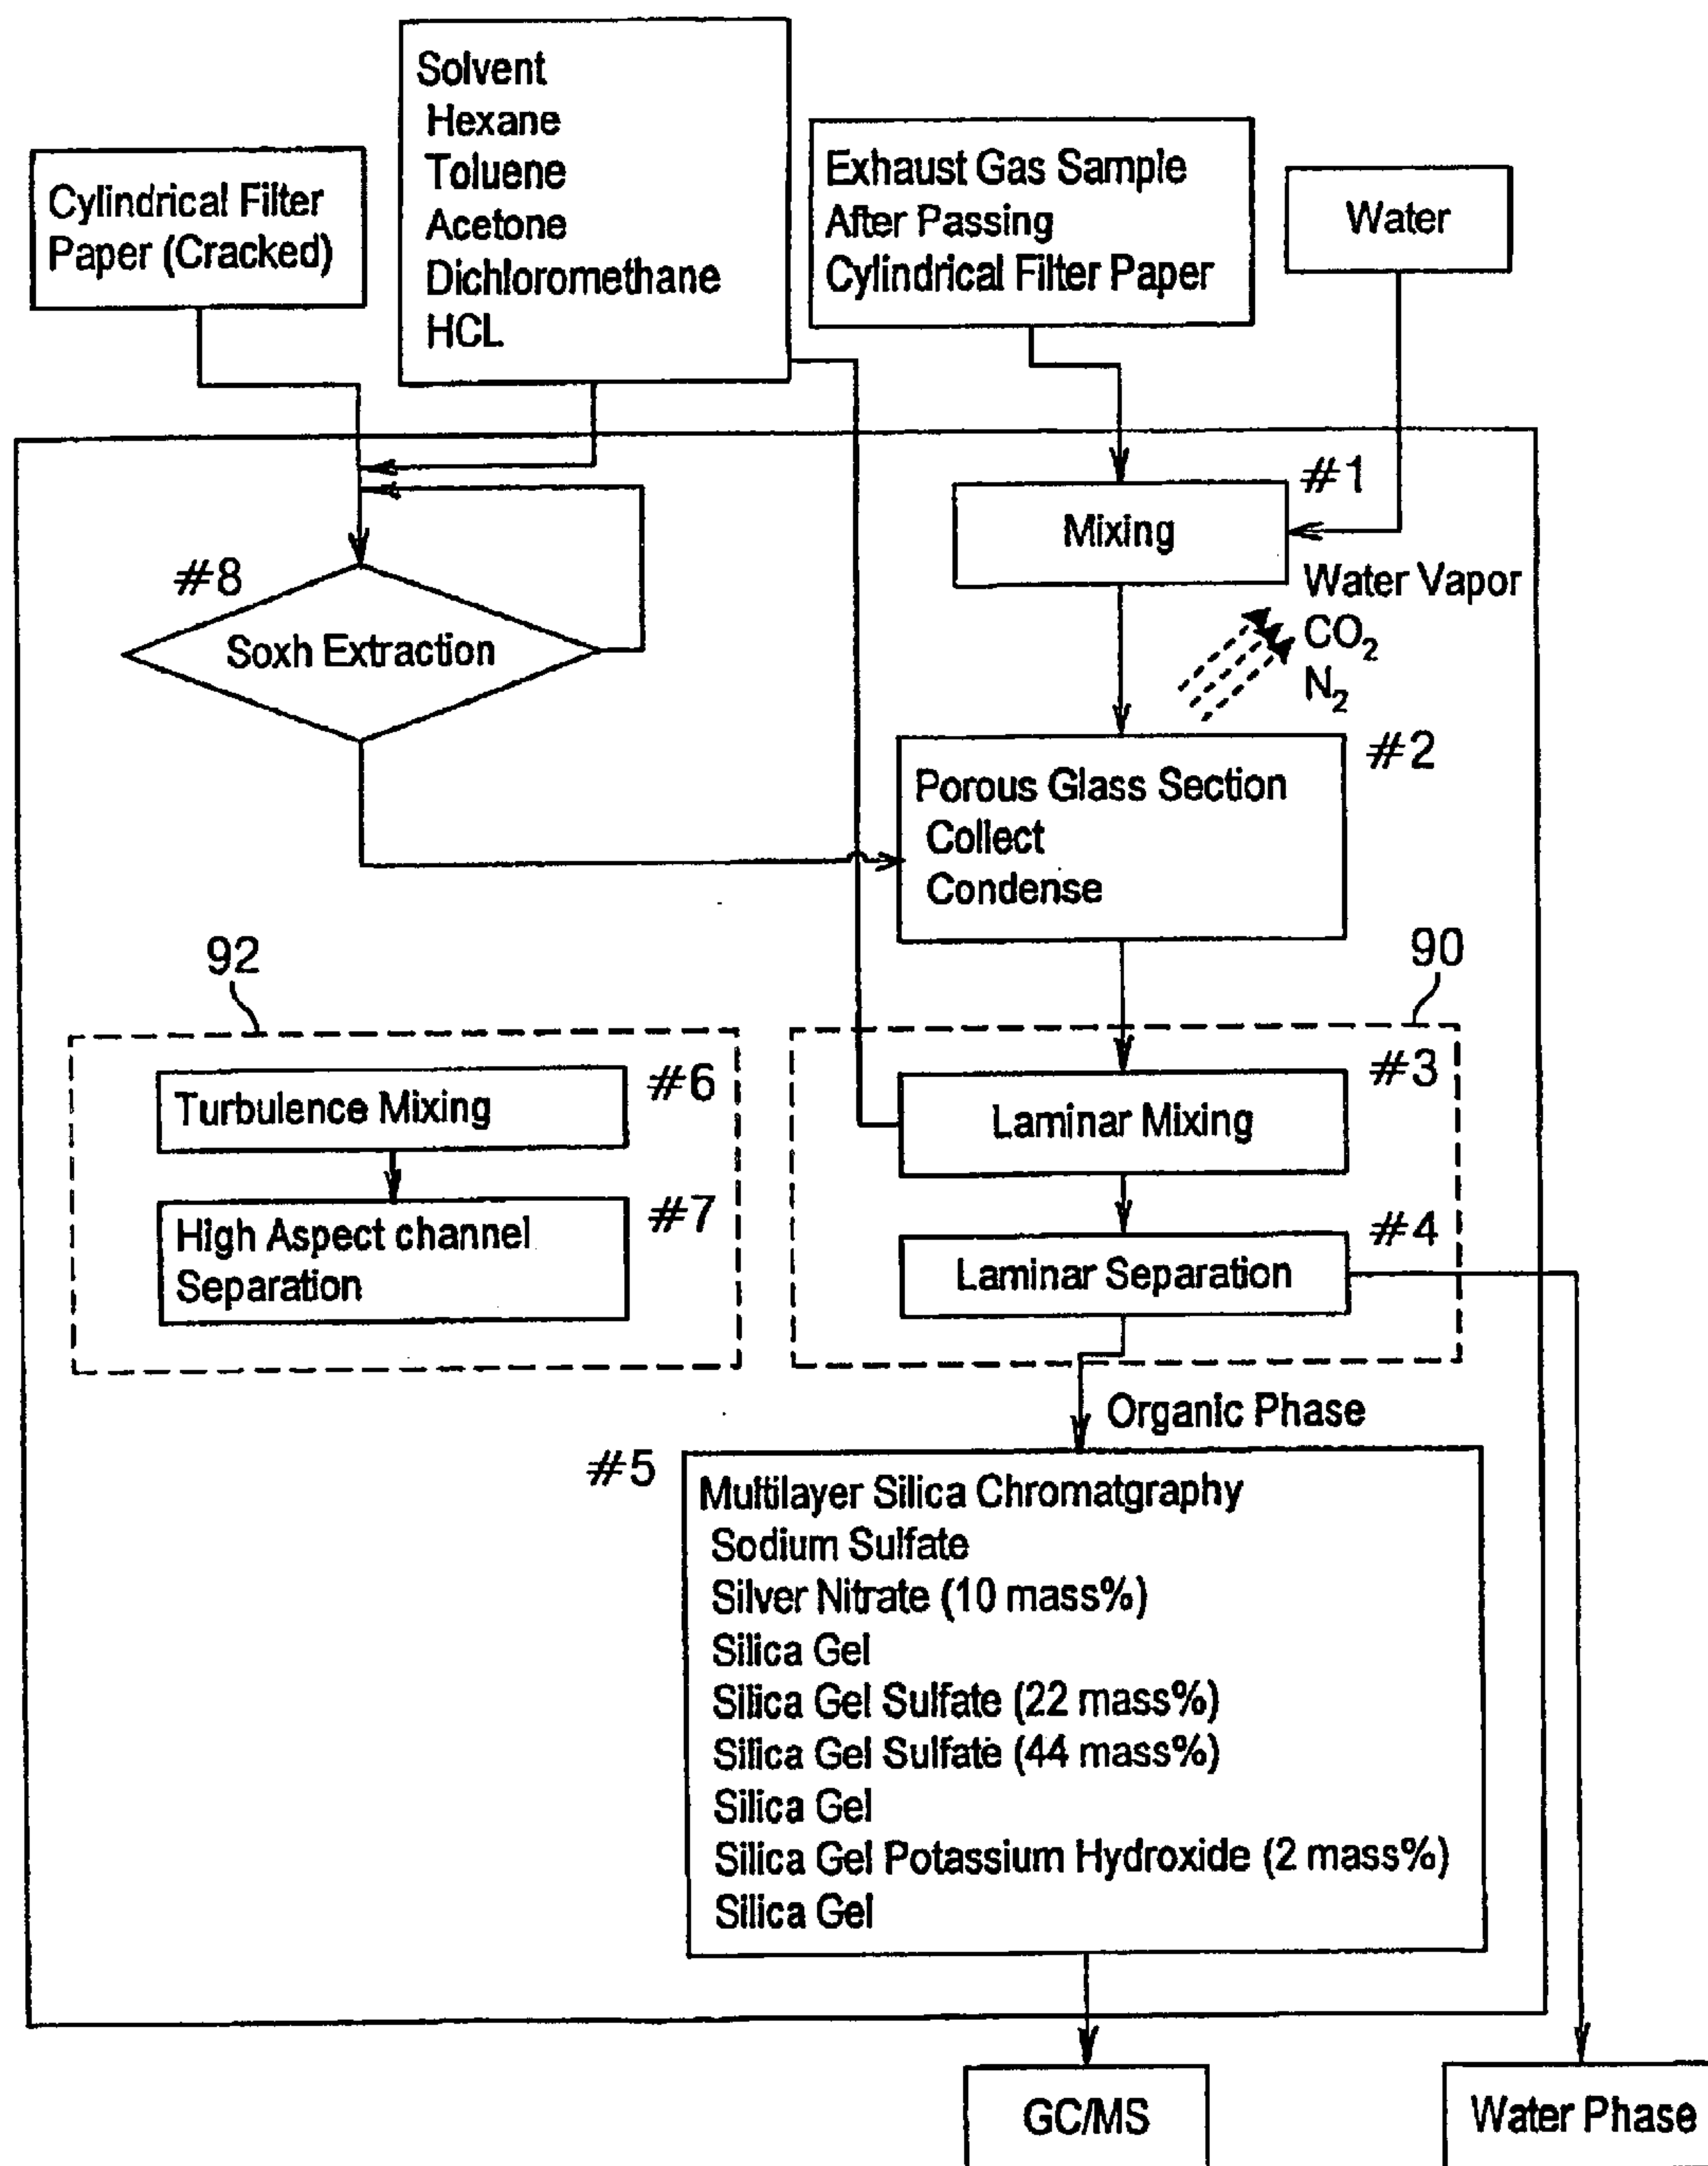 Solvent
Hexane
Toluene
Acetone
Dichloromethane
HCL
Cylindrical Filter
Paper (Cracked)
Exhaust Gas Sample
After Passing
Cylindrical Filter Paper
Water
#1
Mixing
Water Vapor
CO2
N2
#8
Soxh Extraction
#2
Porous Glass Section
Collect
Condense
92
90
#6
Turbulence Mixing
#7
High Aspect channel
Separation
#3
Laminar Mixing
#4
Laminar Separation
Organic Phase
#5
Multilayer Silica Chromatgraphy
Sodium Sulfate
Silver Nitrate (10 mass%)
Silica Gel
Silica Gel Sulfate (22 mass%)
Silica Gel Sulfate (44 mass%)
Silica Gel
Silica Gel Potassium Hydroxide (2 mass%)
Silica Gel
GC/MS
Water Phase